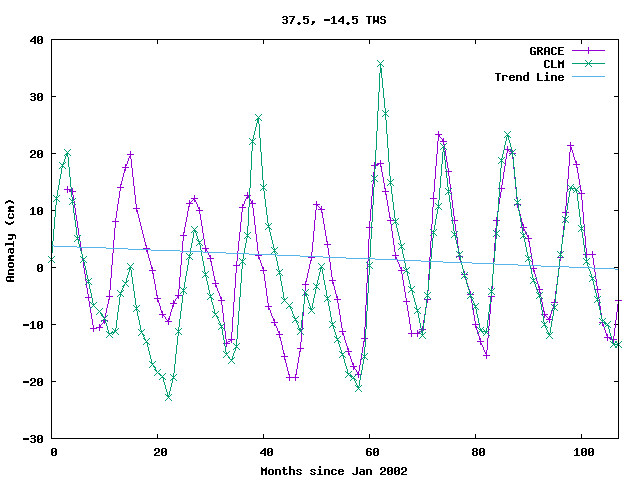 37.5, -14.5 TWS
GRACE
CLM
Trend Line
40
30
20
10
0
-10
-20
-30
Anomaly (cm)
0 20 40 60 80 100
Months since Jan 2002